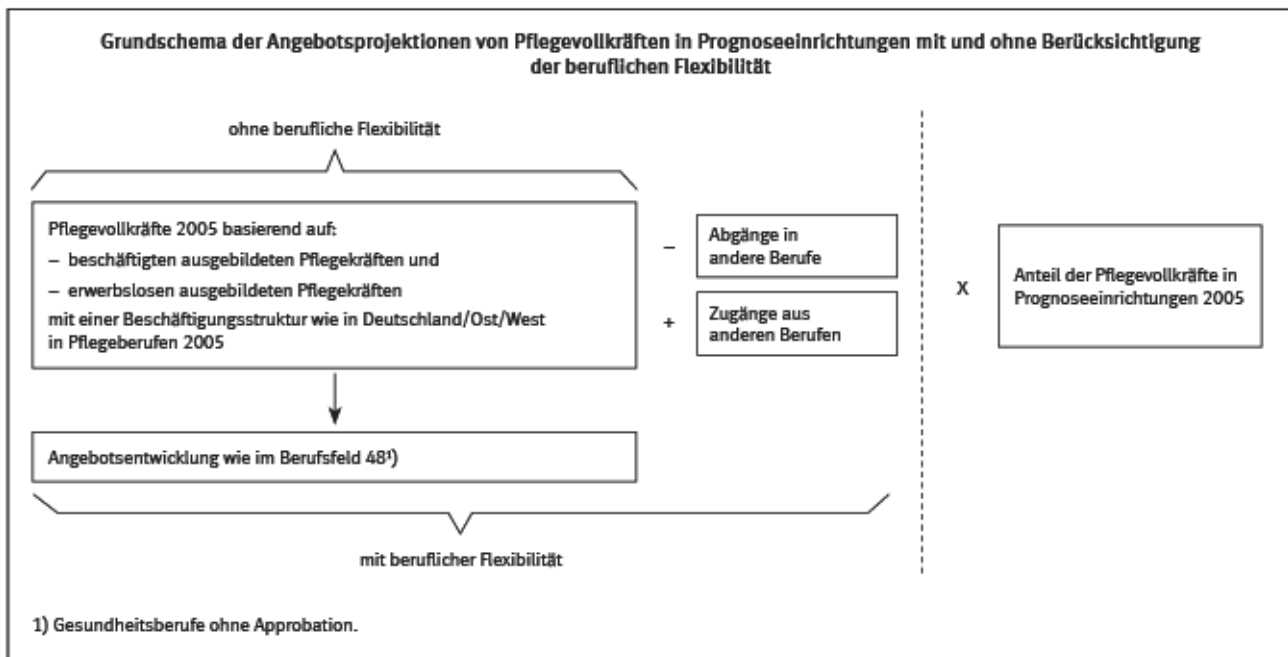 Grundschema der Angebotsprojektionen von Pflegevollkräften in Prognoseeinrichtungen mit und ohne Berücksichtigung
der beruflichen Flexibilität
ohne berufliche Flexibilität
Pflegevollkräfte 2005 basierend auf:
– beschäftigten ausgebildeten Pflegekräften und
– erwerbslosen ausgebildeten Pflegekräften
mit einer Beschäftigungsstruktur wie in Deutschland/Ost/West
in Pflegeberufen 2005
–
Abgänge in
andere Berufe
+
Zugänge aus
anderen Berufen
X
Anteil der Pflegevollkräfte in
Prognoseeinrichtungen 2005
Angebotsentwicklung wie im Berufsfeld 48¹)
mit beruflicher Flexibilität
1) Gesundheitsberufe ohne Approbation.